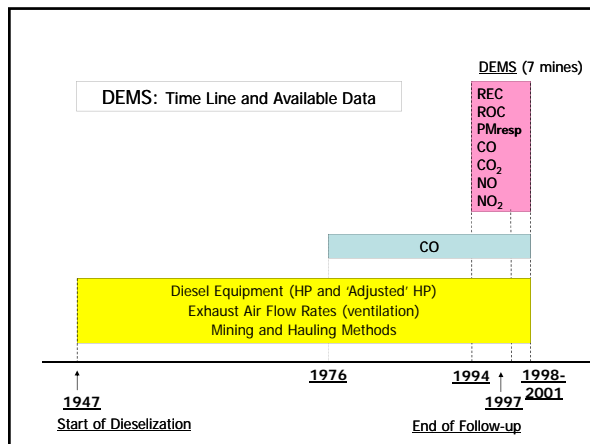 DEMS (7 mines)
DEMS: Time Line and Available Data
REC
ROC
PMresp
CO
CO₂
NO
NO₂
CO
Diesel Equipment (HP and ‘Adjusted’ HP)
Exhaust Air Flow Rates (ventilation)
Mining and Hauling Methods
1976
1994
1998-
2001
1947
1997
Start of Dieselization
End of Follow-up